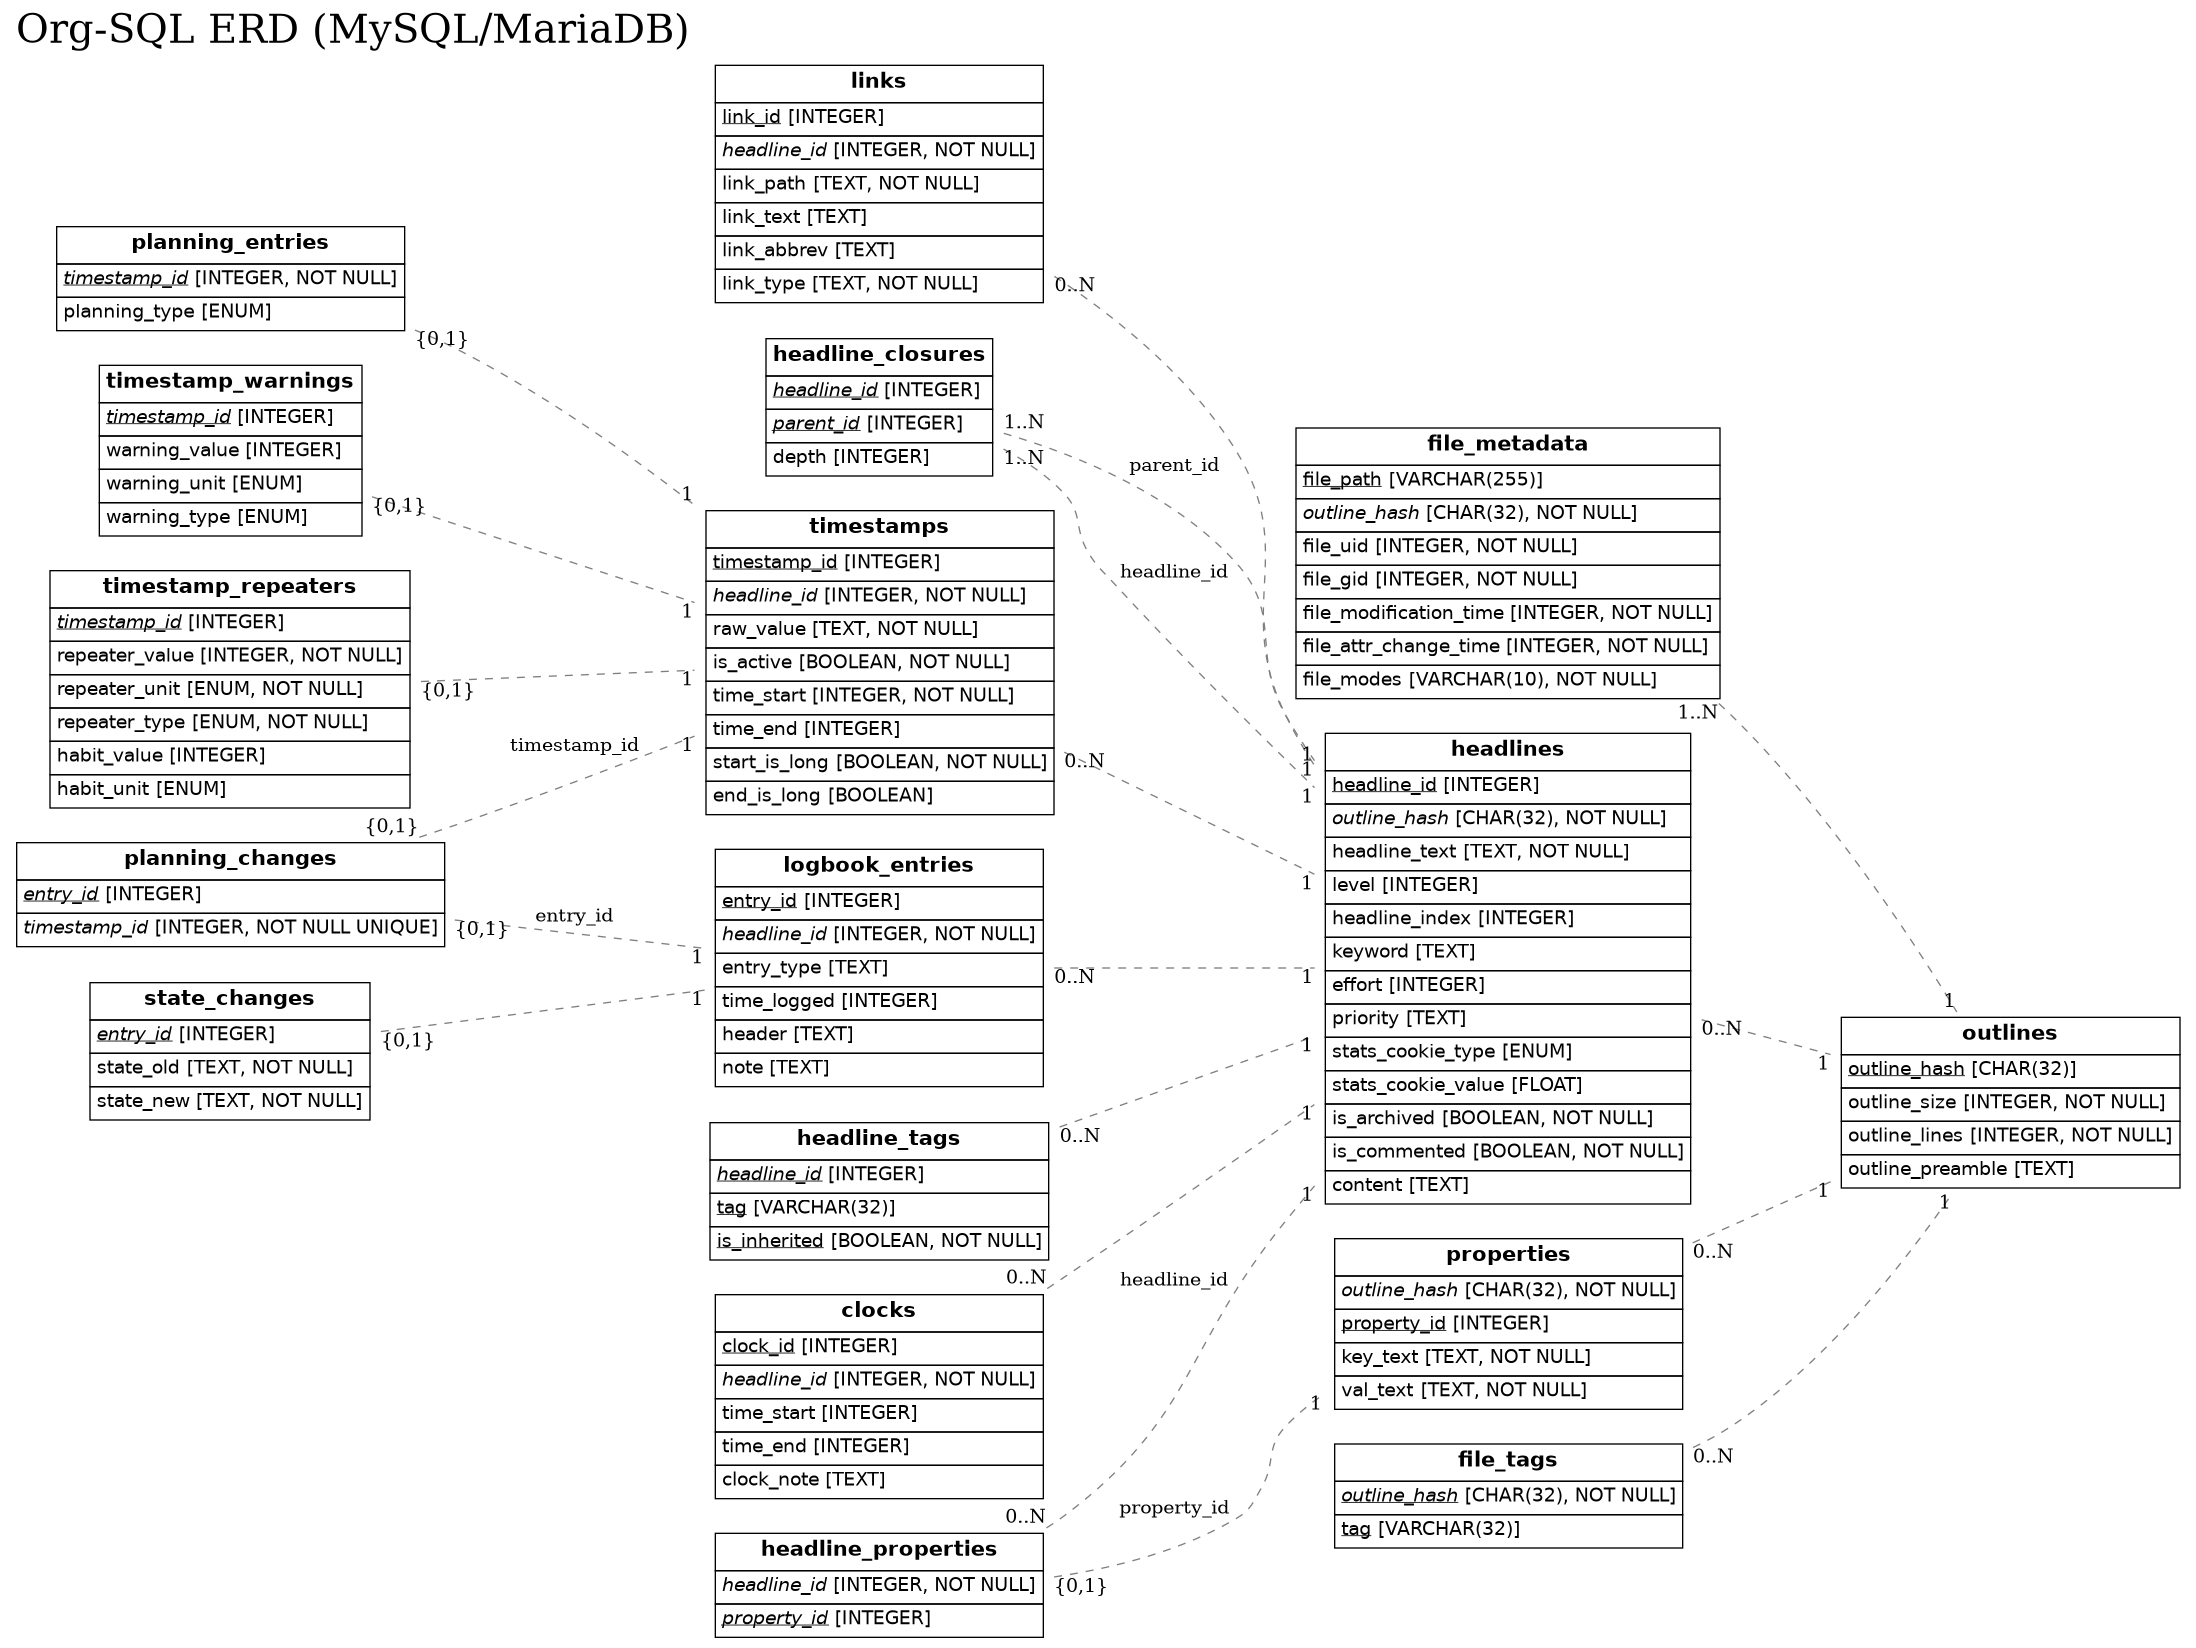 Org-SQL ERD (MySQL/MariaDB)
links
link_id [INTEGER]
headline_id [INTEGER, NOT NULL]
link_path [TEXT, NOT NULL]
link_text [TEXT]
link_abbrev [TEXT]
link_type [TEXT, NOT NULL]
0..N
planning_entries
timestamp_id [INTEGER, NOT NULL]
planning_type [ENUM]
{0,1}
1
timestamp_warnings
timestamp_id [INTEGER]
warning_value [INTEGER]
warning_unit [ENUM]
warning_type [ENUM]
{0,1}
1
timestamp_repeaters
timestamp_id [INTEGER]
repeater_value [INTEGER, NOT NULL]
repeater_unit [ENUM, NOT NULL]
repeater_type [ENUM, NOT NULL]
habit_value [INTEGER]
habit_unit [ENUM]
{0,1}
1
timestamp_id
1
{0,1}
planning_changes
entry_id [INTEGER]
timestamp_id [INTEGER, NOT NULL UNIQUE]
{0,1}
entry_id
1
state_changes
entry_id [INTEGER]
state_old [TEXT, NOT NULL]
state_new [TEXT, NOT NULL]
{0,1}
1
headline_closures
headline_id [INTEGER]
parent_id [INTEGER]
depth [INTEGER]
1..N
1..N
parent_id
headline_id
timestamps
timestamp_id [INTEGER]
headline_id [INTEGER, NOT NULL]
raw_value [TEXT, NOT NULL]
is_active [BOOLEAN, NOT NULL]
time_start [INTEGER, NOT NULL]
time_end [INTEGER]
start_is_long [BOOLEAN, NOT NULL]
end_is_long [BOOLEAN]
0..N
logbook_entries
entry_id [INTEGER]
headline_id [INTEGER, NOT NULL]
entry_type [TEXT]
time_logged [INTEGER]
header [TEXT]
note [TEXT]
0..N
headline_tags
headline_id [INTEGER]
tag [VARCHAR(32)]
is_inherited [BOOLEAN, NOT NULL]
0..N
0..N
clocks
clock_id [INTEGER]
headline_id [INTEGER, NOT NULL]
time_start [INTEGER]
time_end [INTEGER]
clock_note [TEXT]
headline_id
0..N
headline_properties
headline_id [INTEGER, NOT NULL]
property_id [INTEGER]
{0,1}
property_id
1
file_metadata
file_path [VARCHAR(255)]
outline_hash [CHAR(32), NOT NULL]
file_uid [INTEGER, NOT NULL]
file_gid [INTEGER, NOT NULL]
file_modification_time [INTEGER, NOT NULL]
file_attr_change_time [INTEGER, NOT NULL]
file_modes [VARCHAR(10), NOT NULL]
1..N
1
1
1
1
1
1
1
1
headlines
headline_id [INTEGER]
outline_hash [CHAR(32), NOT NULL]
headline_text [TEXT, NOT NULL]
level [INTEGER]
headline_index [INTEGER]
keyword [TEXT]
effort [INTEGER]
priority [TEXT]
stats_cookie_type [ENUM]
stats_cookie_value [FLOAT]
is_archived [BOOLEAN, NOT NULL]
is_commented [BOOLEAN, NOT NULL]
content [TEXT]
0..N
properties
outline_hash [CHAR(32), NOT NULL]
property_id [INTEGER]
key_text [TEXT, NOT NULL]
val_text [TEXT, NOT NULL]
0..N
file_tags
outline_hash [CHAR(32), NOT NULL]
tag [VARCHAR(32)]
0..N
1
1
outlines
outline_hash [CHAR(32)]
outline_size [INTEGER, NOT NULL]
outline_lines [INTEGER, NOT NULL]
outline_preamble [TEXT]
1
1